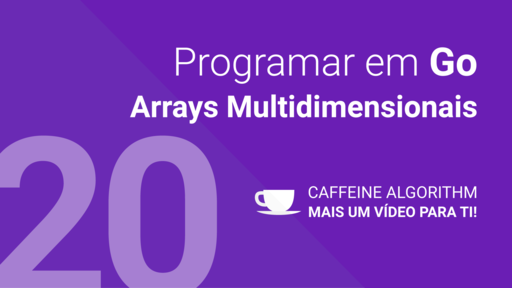 Programar em Go
Arrays Multidimensionais
20
CAFFEINE ALGORITHM
MAIS UM VÍDEO PARA TI!